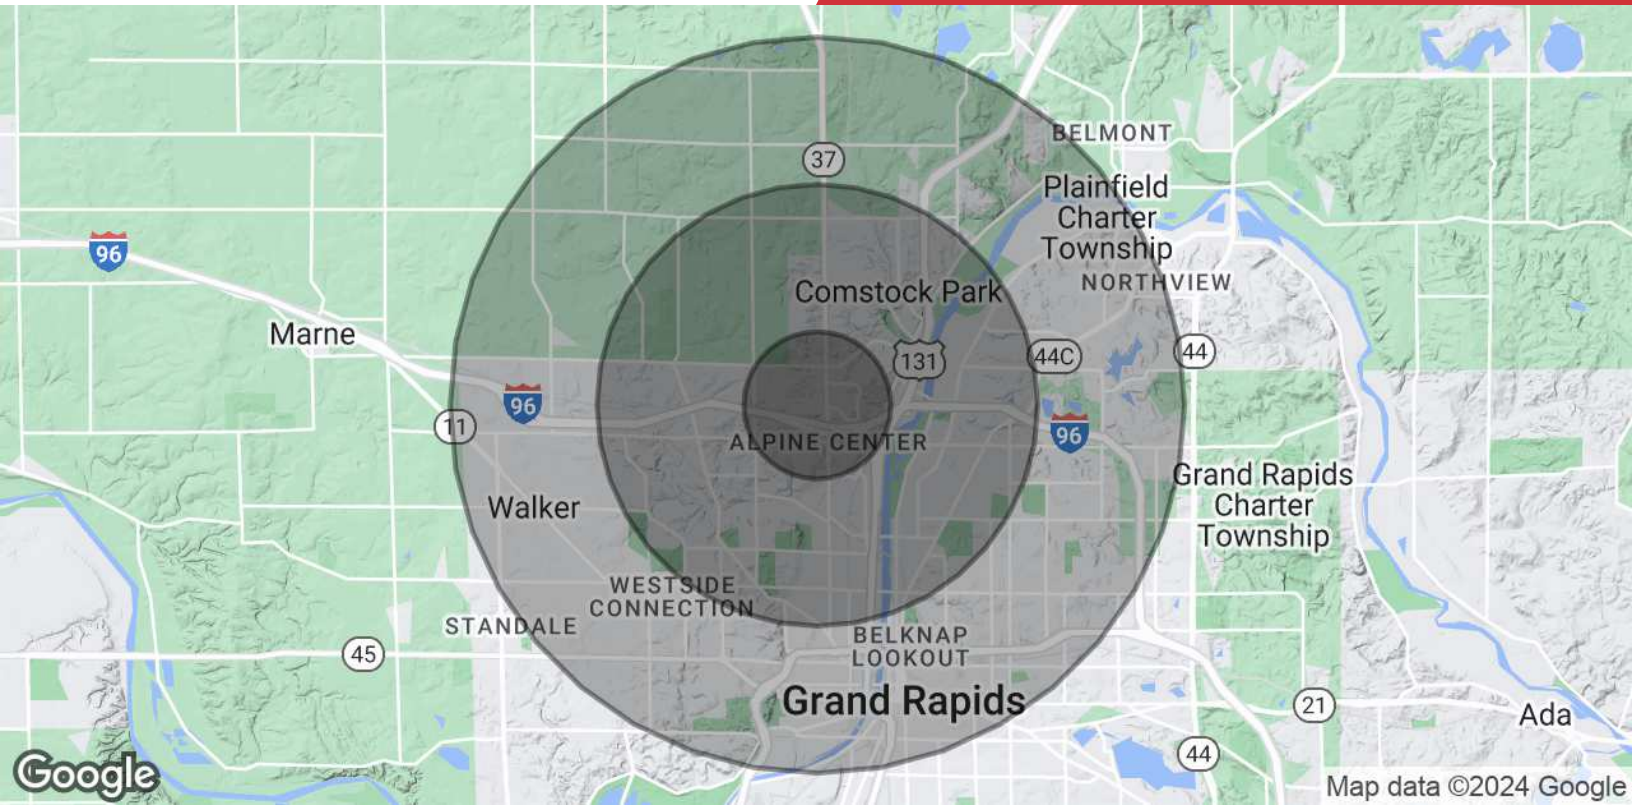 37
BELMONT
Plainfield
Charter
Township
96
NORTHVIEW
Comstock Park
Marne
131
44C
44
96
11
96
ALPINE CENTER
Grand Rapids
Charter
Township
Walker
WESTSIDE
CONNECTION
STANDALE
BELKNAP
LOOKOUT
45
Grand Rapids
21
Ada
44
Google
Map data ©2024 Google